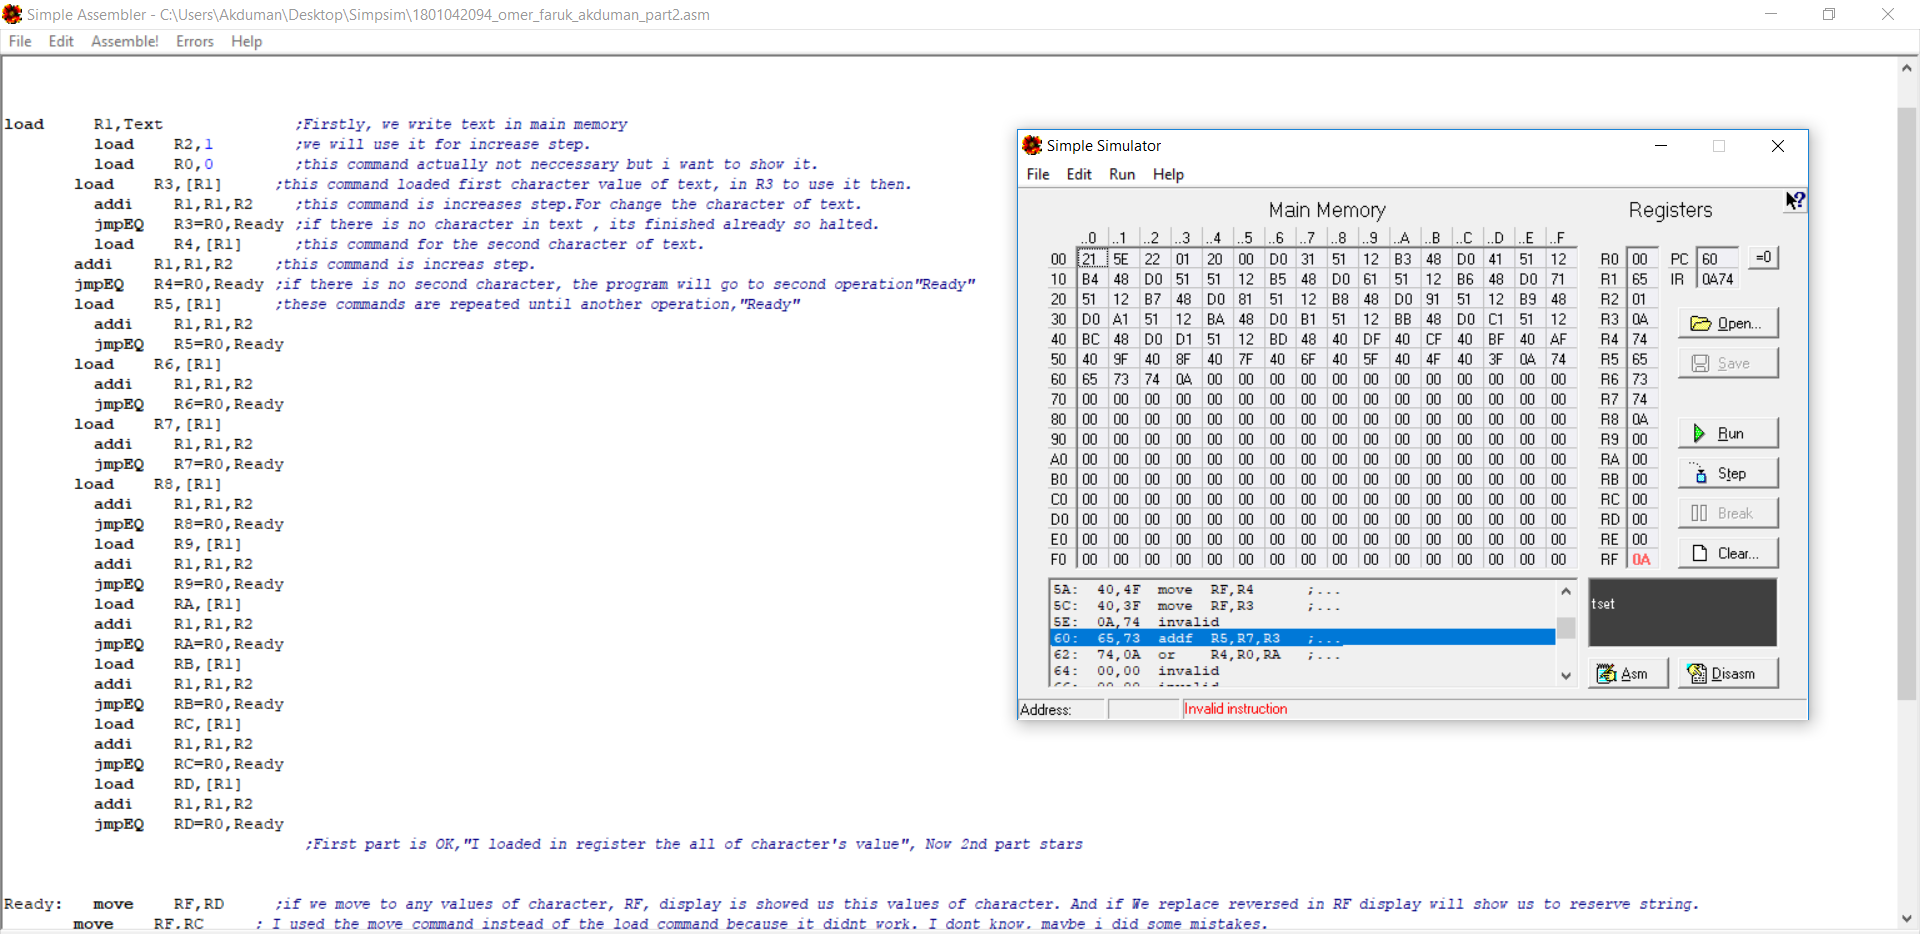 Simple Assembler - C:\Users\Akduman\Desktop\Simpsim\1801042094_omer_faruk_akduman_part2.asm
File Edit Assemble! Errors Help
load R1,Text ;Firstly, we write text in main memory
load R2,1 ;we will use it for increase step.
load R0,0 ;this command actually not neccessary but i want to show it.
load R3,[R1] ;this command loaded first character value of text, in R3 to use it then.
addi R1,R1,R2 ;this command is increases step.For change the character of text.
jmpEQ R3=R0,Ready ;if there is no character in text , its finished already so halted.
load R4,[R1] ;this command for the second character of text.
addi R1,R1,R2 ;this command is increas step.
jmpEQ R4=R0,Ready ;if there is no second character, the program will go to second operation"Ready"
load R5,[R1] ;these commands are repeated until another operation,"Ready"
addi R1,R1,R2
jmpEQ R5=R0,Ready
load R6,[R1]
addi R1,R1,R2
jmpEQ R6=R0,Ready
load R7,[R1]
addi R1,R1,R2
jmpEQ R7=R0,Ready
load R8,[R1]
addi R1,R1,R2
jmpEQ R8=R0,Ready
load R9,[R1]
addi R1,R1,R2
jmpEQ R9=R0,Ready
load RA,[R1]
addi R1,R1,R2
jmpEQ RA=R0,Ready
load RB,[R1]
addi R1,R1,R2
jmpEQ RB=R0,Ready
load RC,[R1]
addi R1,R1,R2
jmpEQ RC=R0,Ready
load RD,[R1]
addi R1,R1,R2
jmpEQ RD=R0,Ready
;First part is OK,"I loaded in register the all of character's value", Now 2nd part stars
Ready: move RF,RD ;if we move to any values of character, RF, display is showed us this values of character. And if We replace reversed in RF display will show us to reserve string.
move RF,RC ; I used the move command instead of the load command because it didnt work. I dont know, maybe i did some mistakes.
Simple Simulator
File Edit Run Help
Main Memory
..0 ..1 ..2 ..3 ..4 ..5 ..6 ..7 ..8 ..9 ..A ..B ..C ..D ..E ..F
00 21 5E 22 01 20 00 D0 31 51 12 B3 48 D0 41 51 12
10 B4 48 D0 51 51 12 B5 48 D0 61 51 12 B6 48 D0 71
20 51 12 B7 48 D0 81 51 12 B8 48 D0 91 51 12 B9 48
30 D0 A1 51 12 BA 48 D0 B1 51 12 BB 48 D0 C1 51 12
40 BC 48 D0 D1 51 12 BD 48 40 DF 40 CF 40 BF 40 AF
50 40 9F 40 8F 40 7F 40 6F 40 5F 40 4F 40 3F 0A 74
60 65 73 74 0A 00 00 00 00 00 00 00 00 00 00 00 00
70 00 00 00 00 00 00 00 00 00 00 00 00 00 00 00 00
80 00 00 00 00 00 00 00 00 00 00 00 00 00 00 00 00
90 00 00 00 00 00 00 00 00 00 00 00 00 00 00 00 00
A0 00 00 00 00 00 00 00 00 00 00 00 00 00 00 00 00
B0 00 00 00 00 00 00 00 00 00 00 00 00 00 00 00 00
C0 00 00 00 00 00 00 00 00 00 00 00 00 00 00 00 00
D0 00 00 00 00 00 00 00 00 00 00 00 00 00 00 00 00
E0 00 00 00 00 00 00 00 00 00 00 00 00 00 00 00 00
F0 00 00 00 00 00 00 00 00 00 00 00 00 00 00 00 00
5A: 40,4F move RF,R4 ;...
5C: 40,3F move RF,R3 ;...
5E: 0A,74 invalid
60: 65,73 addf R5,R7,R3 ;...
62: 74,0A or R4,R0,RA ;...
64: 00,00 invalid
66: 00,00 invalid
Address:
Invalid instruction
Registers
R0 00
R1 65
R2 01
R3 0A
R4 74
R5 65
R6 73
R7 74
R8 0A
R9 00
RA 00
RB 00
RC 00
RD 00
RE 00
RF 0A
PC 60 =0
IR 0A74
Open...
Save
Run
Step
Break
Clear...
tset
Asm Disasm